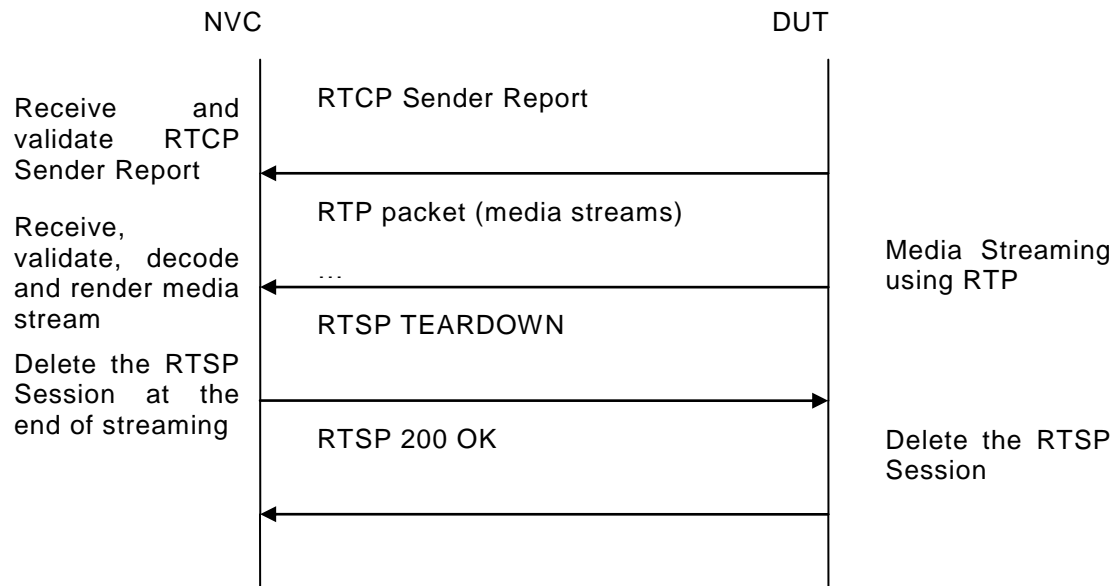 NVC DUT
RTCP Sender Report
Receive and
validate RTCP
Sender Report
RTP packet (media streams)
Receive,
validate, decode
and render media
stream
...
Media Streaming
using RTP
RTSP TEARDOWN
Delete the RTSP
Session at the
end of streaming
RTSP 200 OK
Delete the RTSP
Session